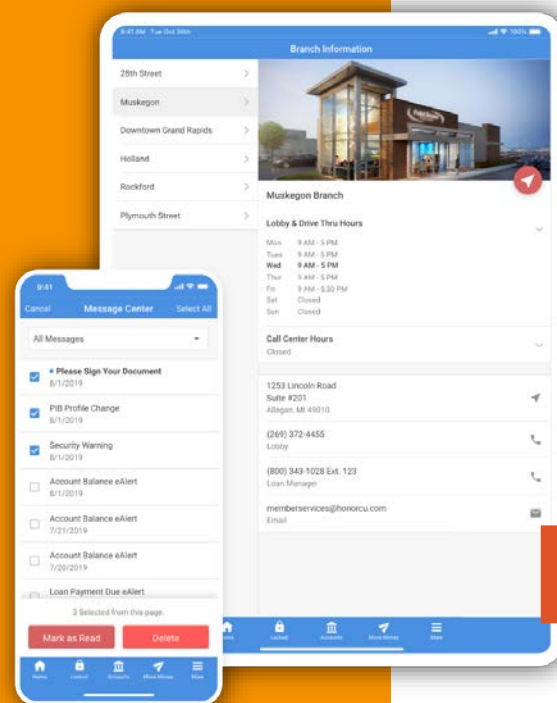 9:41 AM Tue Oct 30th
100%
Branch Information
28th Street
Muskegon
Downtown Grand Rapids
Holland
Rockford
Plymouth Street
Muskegon Branch
Lobby & Drive Thru Hours
Mon 9 AM - 5 PM
Tues 9 AM - 5 PM
Wed 9 AM - 5 PM
Thur 9 AM - 5 PM
Fri 9 AM - 5:30 PM
Sat Closed
Sun Closed
Call Center Hours
Closed
1253 Lincoln Road
Suite #201
Allegan, MI 49010
(269) 372-4455
Lobby
(800) 343-1028 Ext. 123
Loan Manager
memberservices@honorcu.com
Email
Locked
Accounts
More Money
More
9:41
Cancel Message Center Select All
All Messages
Please Sign Your Document
8/1/2019
PIB Profile Change
8/1/2019
Security Warning
8/1/2019
Account Balance eAlert
8/1/2019
Account Balance eAlert
7/21/2019
Account Balance eAlert
7/20/2019
Loan Payment Due eAlert
3 Selected from this page.
Mark as Read Delete
Home Locked Accounts More Money More